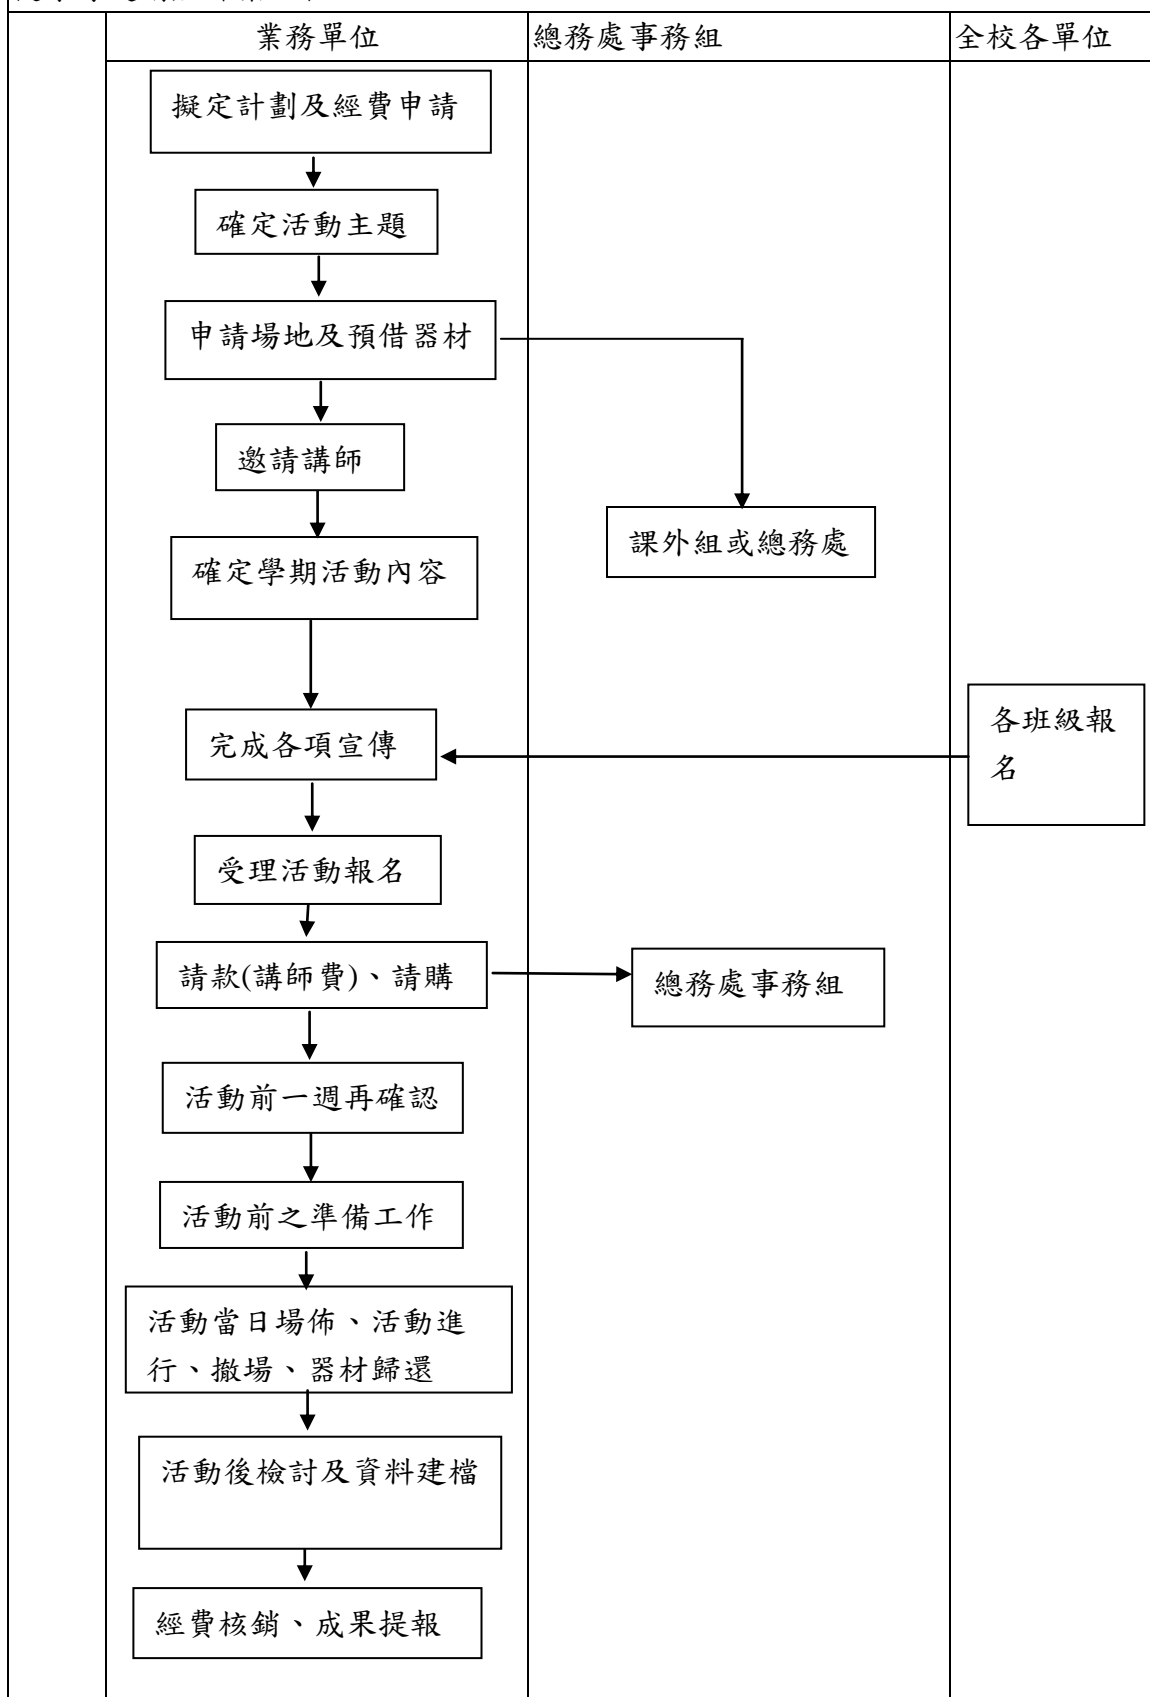 業務單位
總務處事務組
全校各單位
擬定計劃及經費申請
確定活動主題
申請場地及預借器材
邀請講師
課外組或總務處
確定學期活動內容
各班級報
名
完成各項宣傳
受理活動報名
請款(講師費)、請購
總務處事務組
活動前一週再確認
活動前之準備工作
活動當日場佈、活動進
行、撤場、器材歸還
活動後檢討及資料建檔
經費核銷、成果提報